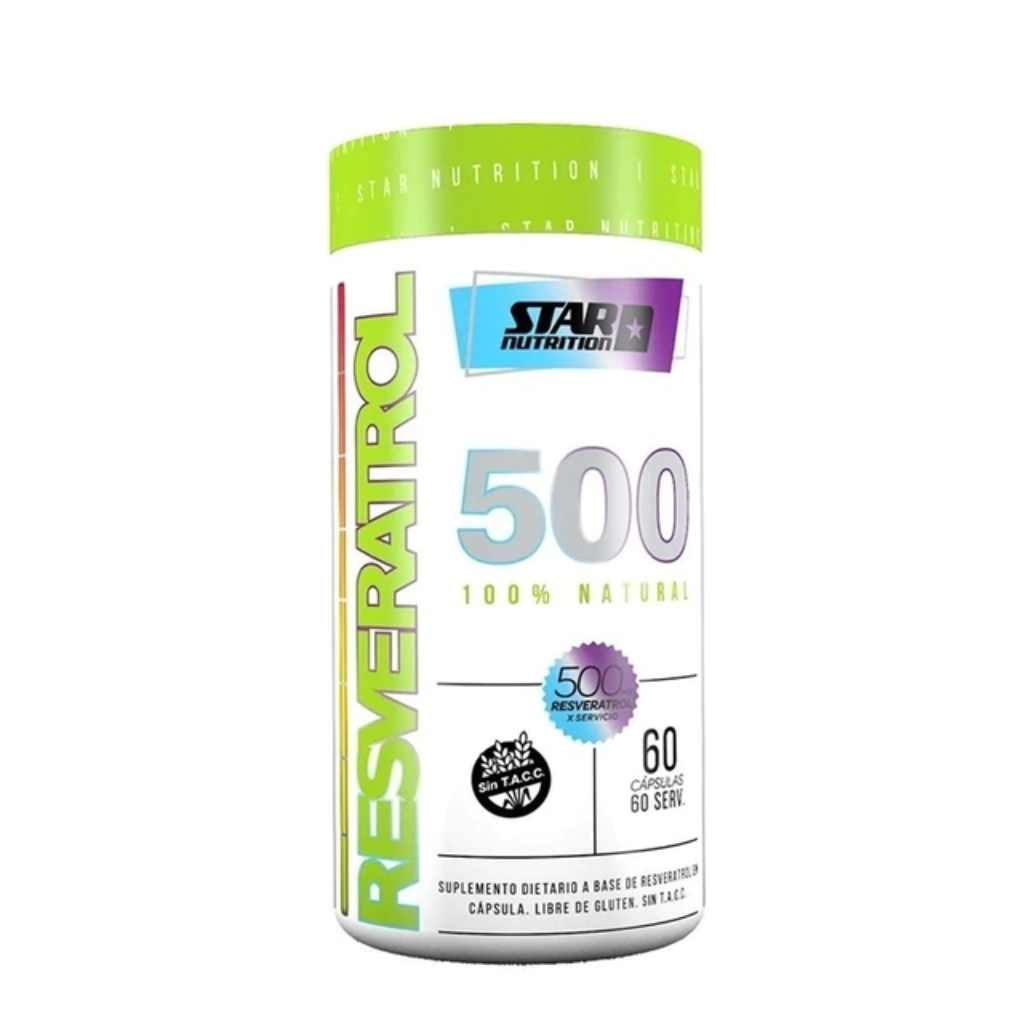 STAR NUTRITION | STAR
STAR NUTRITION
RESVERATROL
STAR
NUTRITION
500
100% NATURAL
500
RESVERATROL
X SERVICIO
Sin T.A.C.C.
60
CÁPSULAS
60 SERV.
SUPLEMENTO DIETARIO A BASE DE RESVERATROL EN
CÁPSULA. LIBRE DE GLUTEN. SIN T.A.C.C.